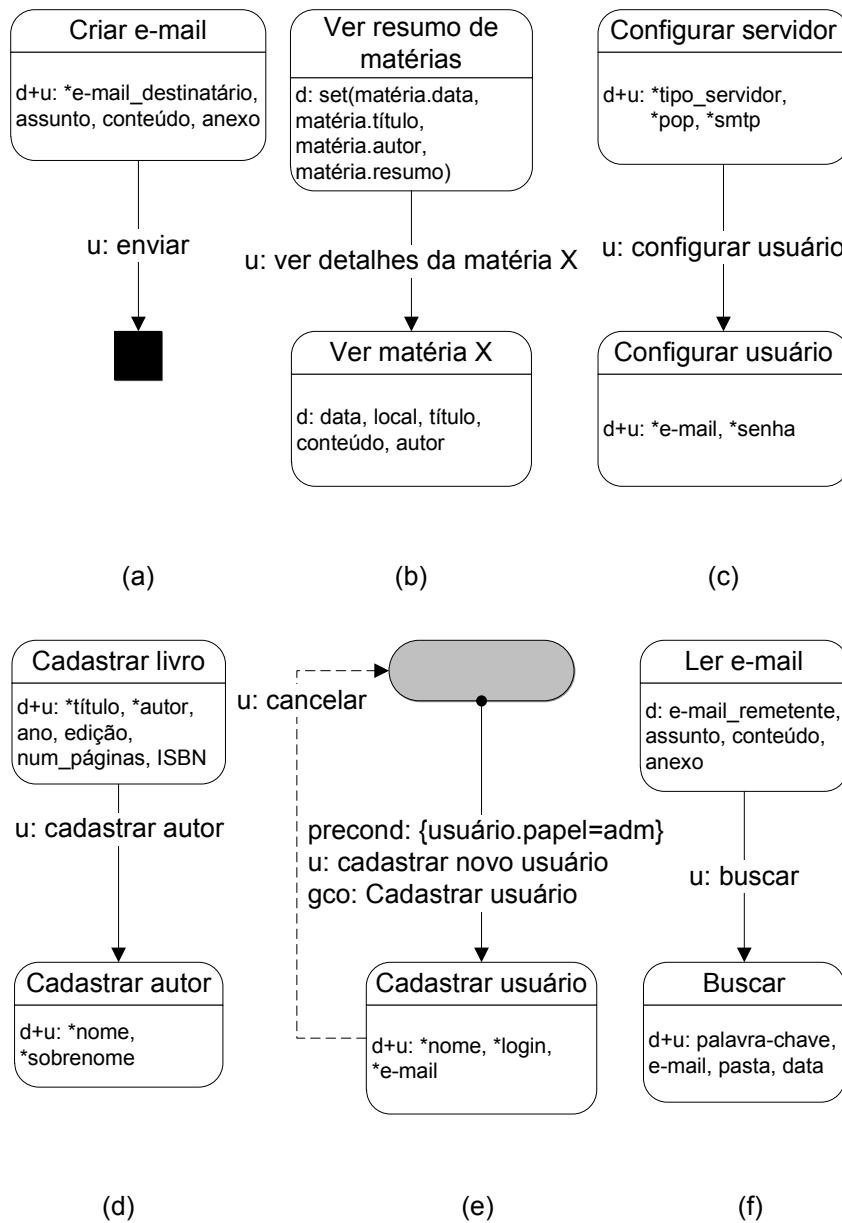 Criar e-mail
d+u: *e-mail_destinatário,
assunto, conteúdo, anexo
u: enviar
(a)
Ver resumo de
matérias
d: set(matéria.data,
matéria.título,
matéria.autor,
matéria.resumo)
u: ver detalhes da matéria X
Ver matéria X
d: data, local, título,
conteúdo, autor
(b)
Configurar servidor
d+u: *tipo_servidor,
*pop, *smtp
u: configurar usuário
Configurar usuário
d+u: *e-mail, *senha
(c)
Cadastrar livro
d+u: *título, *autor,
ano, edição,
num_páginas, ISBN
u: cadastrar autor
Cadastrar autor
d+u: *nome,
*sobrenome
(d)
u: cancelar
precond: {usuário.papel=adm}
u: cadastrar novo usuário
gco: Cadastrar usuário
Cadastrar usuário
d+u: *nome, *login,
*e-mail
(e)
Ler e-mail
d: e-mail_remetente,
assunto, conteúdo,
anexo
u: buscar
Buscar
d+u: palavra-chave,
e-mail, pasta, data
(f)